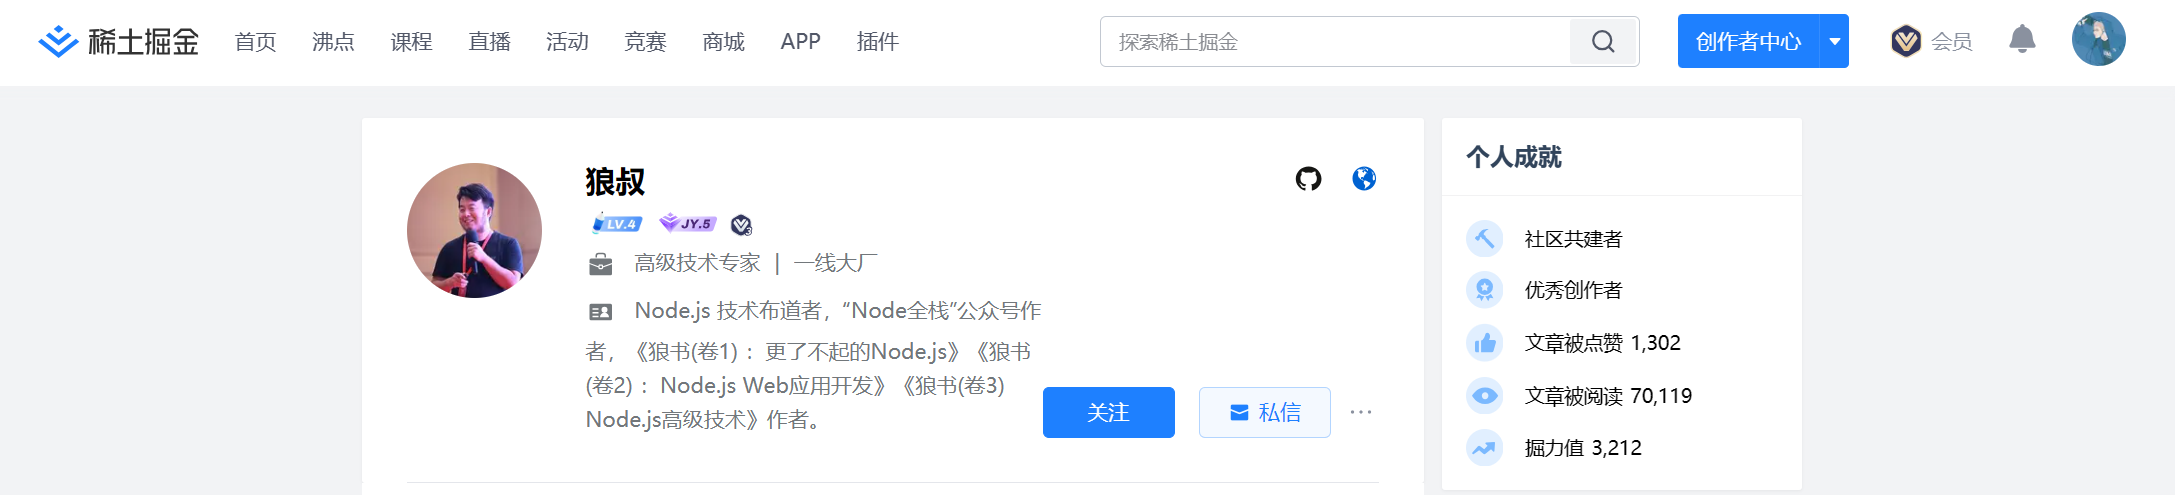 稀土掘金 首页 沸点 课程 直播 活动 竞赛 商城 APP 插件 探索稀土掘金 创作者中心 会员
狼叔
LV.4 JY.5
高级技术专家 | 一线大厂
Node.js 技术布道者，“Node全栈”公众号作
者，《狼书(卷1)：更了不起的Node.js》《狼书
(卷2)：Node.js Web应用开发》《狼书(卷3)
Node.js高级技术》作者。
关注 私信 ···
个人成就
社区共建者
优秀创作者
文章被点赞 1,302
文章被阅读 70,119
掘力值 3,212